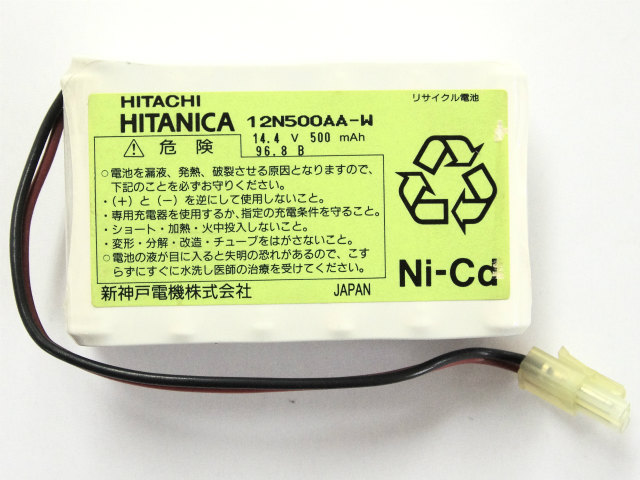 HITACHI
リサイクル電池
HITANICA 12N500AA-W
14.4 V 500 mAh
96.8 B
⚠ 危険
○電池を漏液、発熱、破裂させる原因となりますので、
下記のことを必ずお守りください。
・(+)と(−)を逆にして使用しないこと。
・専用充電器を使用するか、指定の充電条件を守ること。
・ショート・加熱・火中投入しないこと。
・変形・分解・改造・チューブをはがさないこと。
○電池の液が目に入ると失明の恐れがあるので、こす
らずにすぐに水洗し医師の治療を受けてください。
Ni-Cd
新神戸電機株式会社 JAPAN